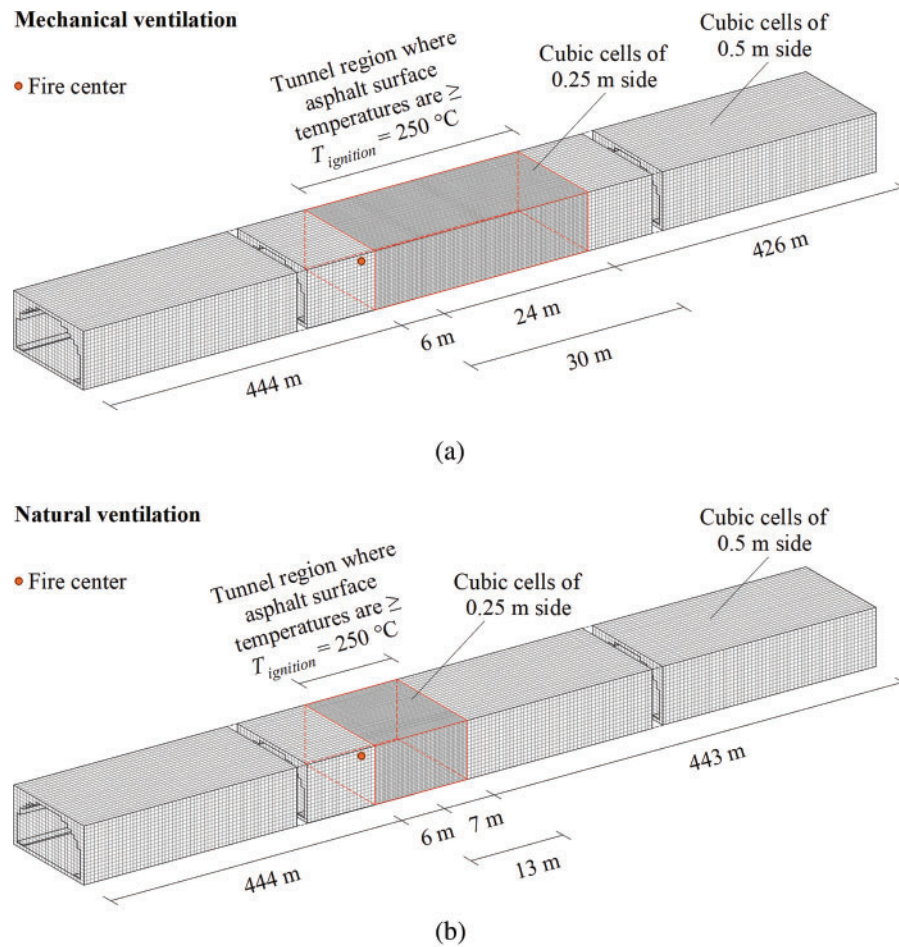 Mechanical ventilation
Fire center
Tunnel region where
asphalt surface
temperatures are ≥
T ignition = 250 °C
Cubic cells of
0.25 m side
Cubic cells of
0.5 m side
444 m
6 m
24 m
426 m
30 m
(a)
Natural ventilation
Fire center
Tunnel region where
asphalt surface
temperatures are ≥
T ignition = 250 °C
Cubic cells of
0.25 m side
Cubic cells of
0.5 m side
444 m
6 m
7 m
443 m
13 m
(b)